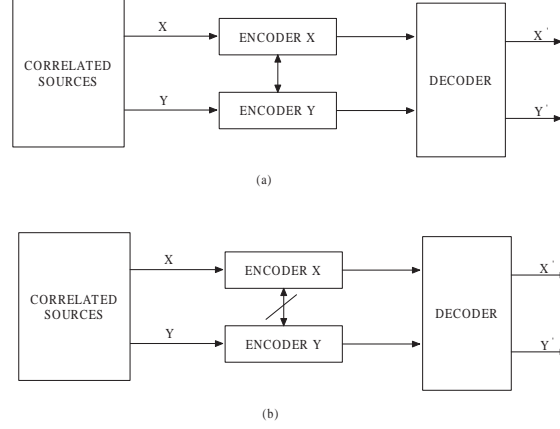 X
ENCODER X
X'
CORRELATED
SOURCES
DECODER
Y
ENCODER Y
Y'
(a)
X
ENCODER X
X'
CORRELATED
SOURCES
DECODER
Y
ENCODER Y
Y'
(b)